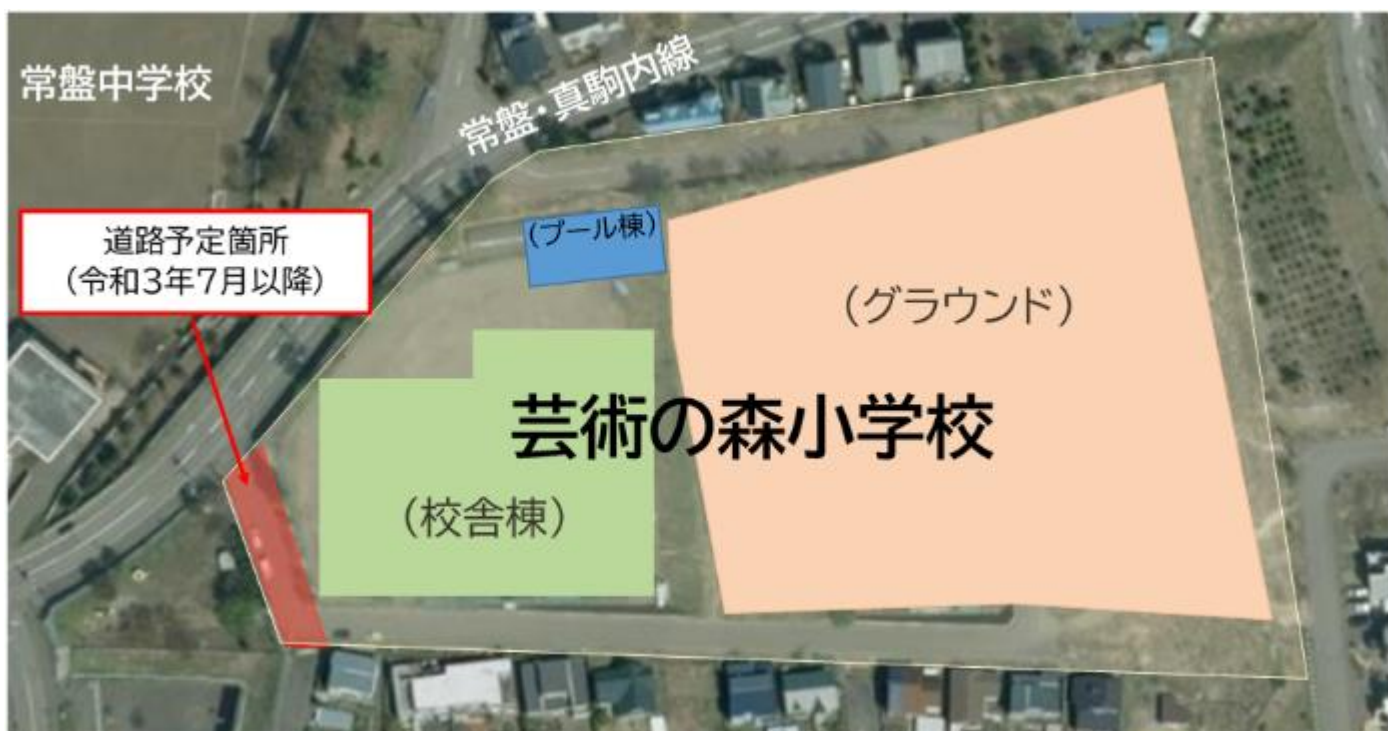 常盤中学校
常盤・真駒内線
道路予定箇所
(令和3年7月以降)
(プール棟)
(グラウンド)
芸術の森小学校
(校舎棟)